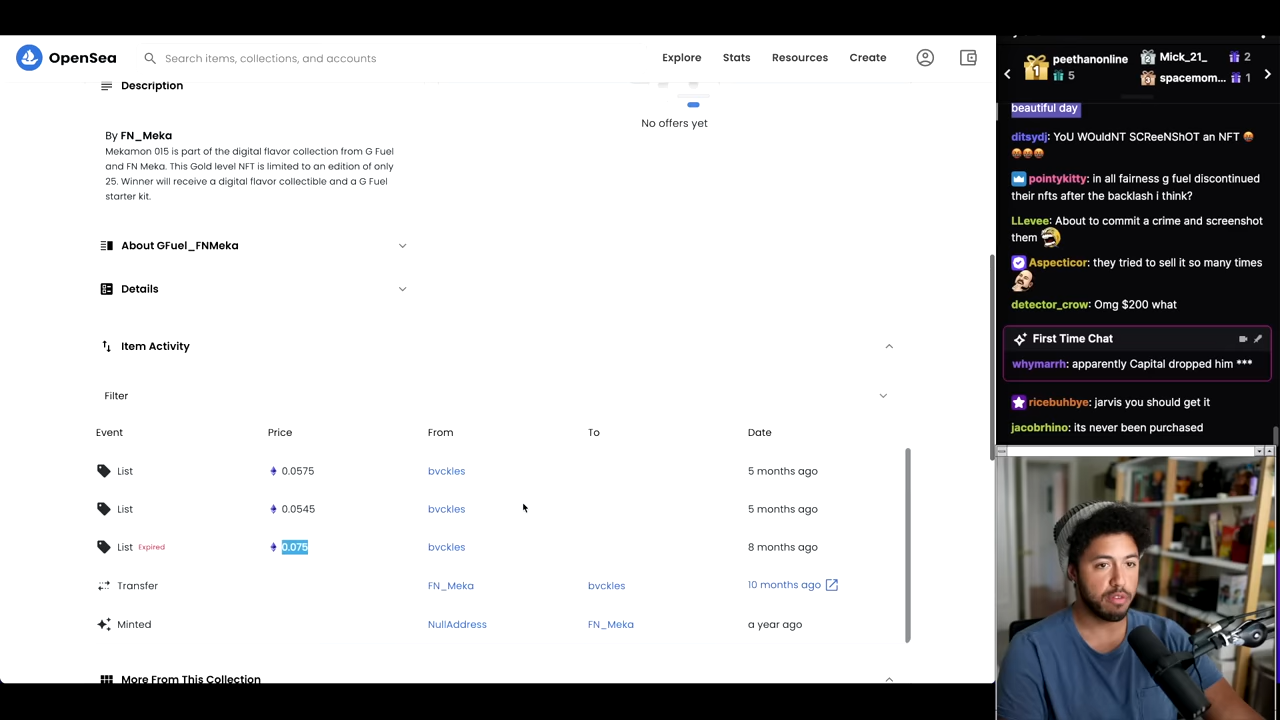 OpenSea
Search items, collections, and accounts
Explore
Stats
Resources
Create
Description
No offers yet
By FN_Meka
Mekamon 015 is part of the digital flavor collection from G Fuel
and FN Meka. This Gold level NFT is limited to an edition of only
25. Winner will receive a digital flavor collectible and a G Fuel
starter kit.
About GFuel_FNMeka
Details
Item Activity
Filter
Event Price From To Date
List 0.0575 bvckles 5 months ago
List 0.0545 bvckles 5 months ago
List Expired 0.075 bvckles 8 months ago
Transfer FN_Meka bvckles 10 months ago
Minted NullAddress FN_Meka a year ago
More From This Collection
1 peethanonline 5
Mick_21_ 2
spacemom... 1
beautiful day
ditsydj: YoU WOuldNT SCReeNShOT an NFT
pointykitty: in all fairness g fuel discontinued
their nfts after the backlash i think?
LLevee: About to commit a crime and screenshot
them
Aspecticor: they tried to sell it so many times
detector_crow: Omg $200 what
First Time Chat
whymarrh: apparently Capital dropped him ***
ricebuhbye: jarvis you should get it
jacobrhino: its never been purchased